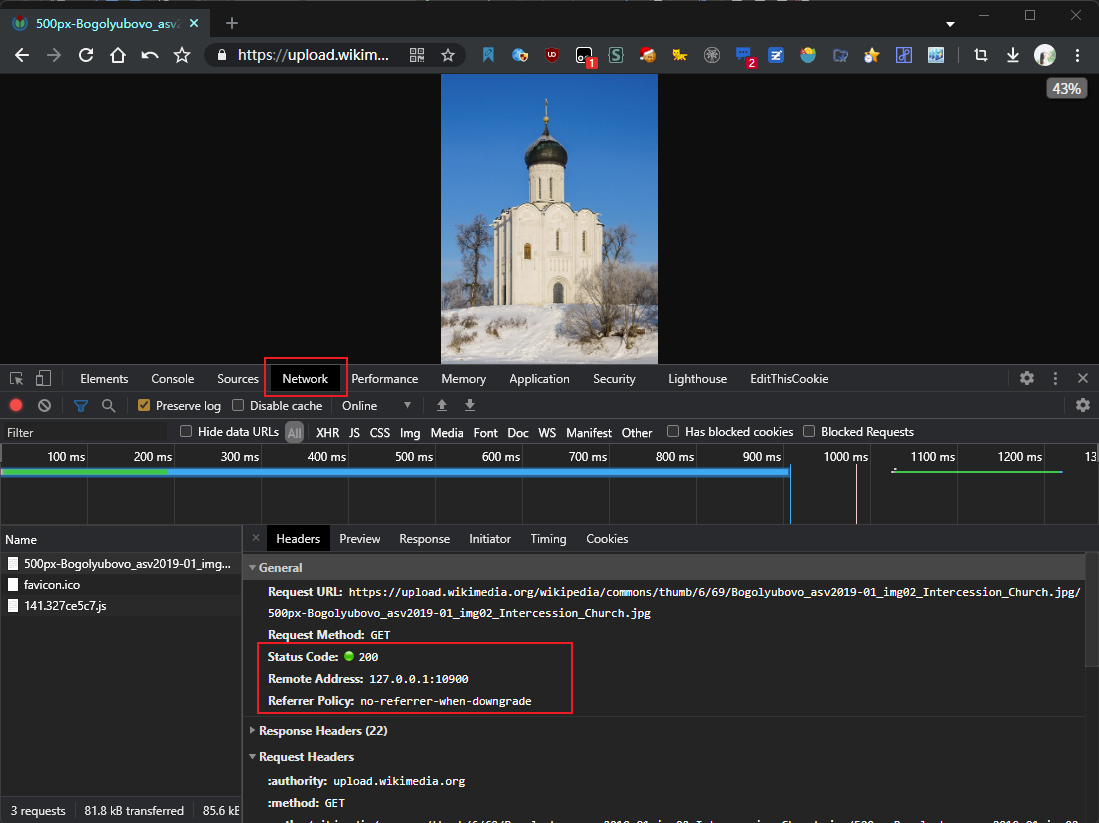 500px-Bogolyubovo_asv2
https://upload.wikim...
UD
1
S
2
43%
Elements Console Sources Network Performance Memory Application Security Lighthouse EditThisCookie
Preserve log Disable cache Online
Filter Hide data URLs All XHR JS CSS Img Media Font Doc WS Manifest Other Has blocked cookies Blocked Requests
100 ms 200 ms 300 ms 400 ms 500 ms 600 ms 700 ms 800 ms 900 ms 1000 ms 1100 ms 1200 ms 13
Name
500px-Bogolyubovo_asv2019-01_img...
favicon.ico
141.327ce5c7.js
Headers Preview Response Initiator Timing Cookies
General
Request URL: https://upload.wikimedia.org/wikipedia/commons/thumb/6/69/Bogolyubovo_asv2019-01_img02_Intercession_Church.jpg/
500px-Bogolyubovo_asv2019-01_img02_Intercession_Church.jpg
Request Method: GET
Status Code: 200
Remote Address: 127.0.0.1:10900
Referrer Policy: no-referrer-when-downgrade
Response Headers (22)
Request Headers
:authority: upload.wikimedia.org
:method: GET
3 requests 81.8 kB transferred 85.6 kB